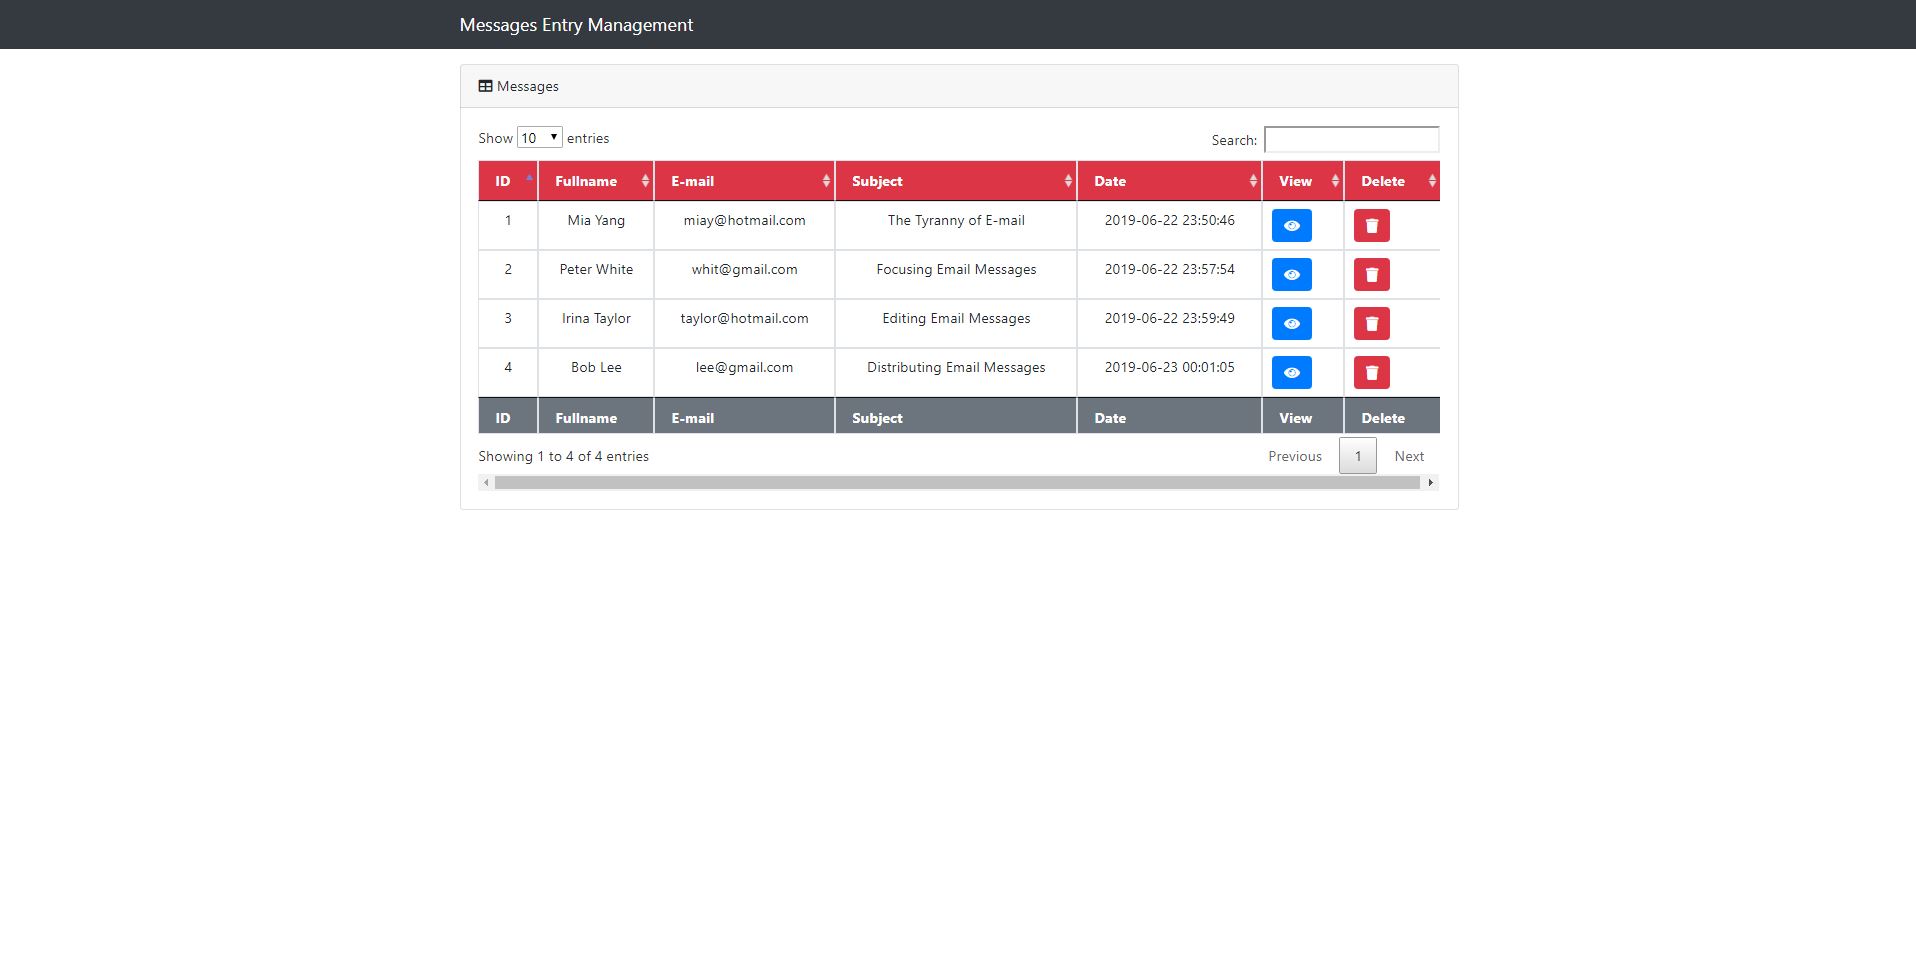 Messages Entry Management
Messages
Show 10 entries
Search:
ID Fullname E-mail Subject Date View Delete
1 Mia Yang miay@hotmail.com The Tyranny of E-mail 2019-06-22 23:50:46
2 Peter White whit@gmail.com Focusing Email Messages 2019-06-22 23:57:54
3 Irina Taylor taylor@hotmail.com Editing Email Messages 2019-06-22 23:59:49
4 Bob Lee lee@gmail.com Distributing Email Messages 2019-06-23 00:01:05
ID Fullname E-mail Subject Date View Delete
Showing 1 to 4 of 4 entries
Previous 1 Next